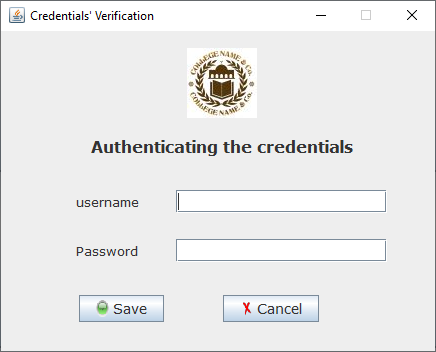 Credentials' Verification
COLLEGE NAME & Co.
COLLEGE NAME & Co.
Authenticating the credentials
username
Password
Save
Cancel